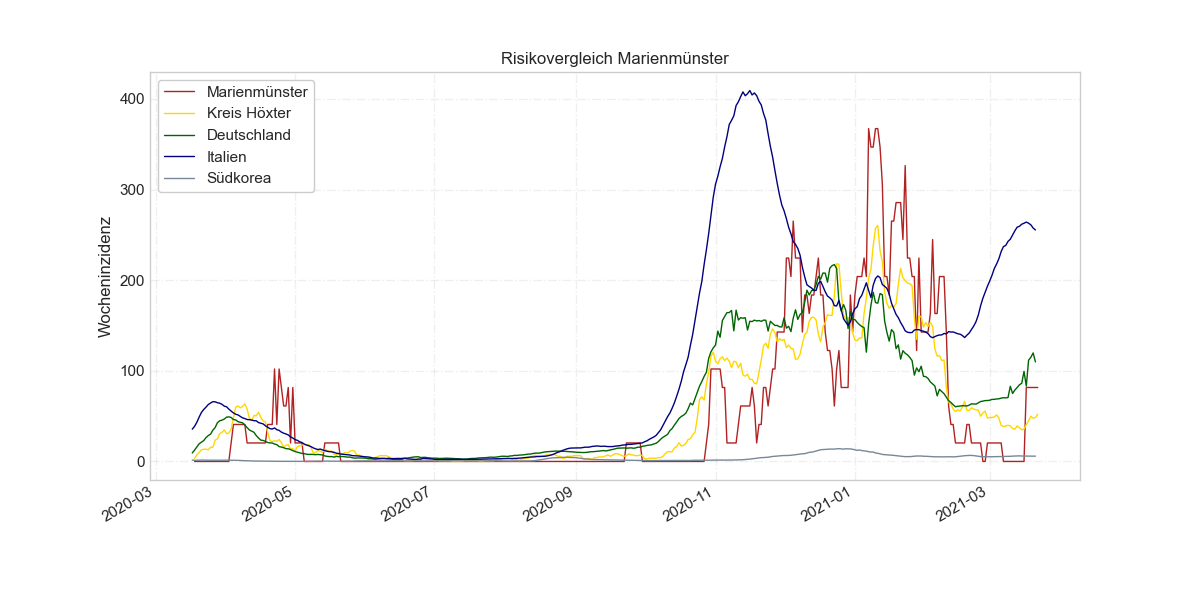 Risikovergleich Marienmünster
Marienmünster
Kreis Höxter
Deutschland
Italien
Südkorea
Wocheninzidenz
400
300
200
100
0
2020-03
2020-05
2020-07
2020-09
2020-11
2021-01
2021-03